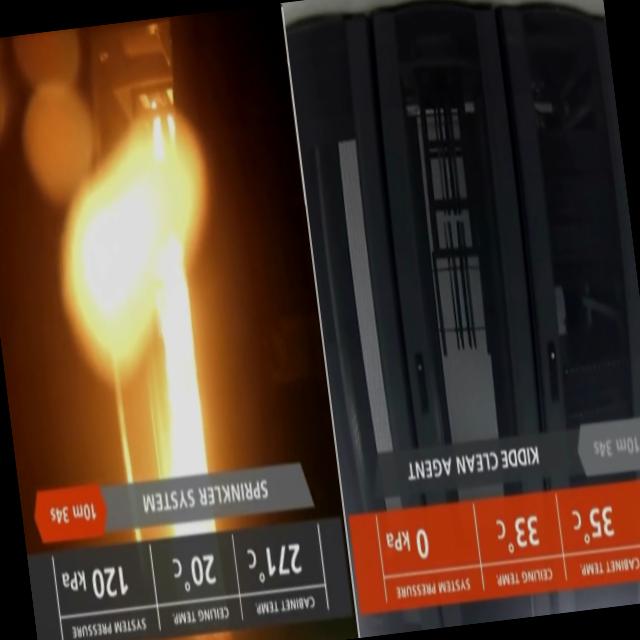 CABINET TEMP. CEILING TEMP. SYSTEM PRESSURE
271°C 20°C 120 kPa
SPRINKLER SYSTEM 10m 34s
CABINET TEMP. CEILING TEMP. SYSTEM PRESSURE
35°C 33°C 0 kPa
10m 34s KIDDE CLEAN AGENT